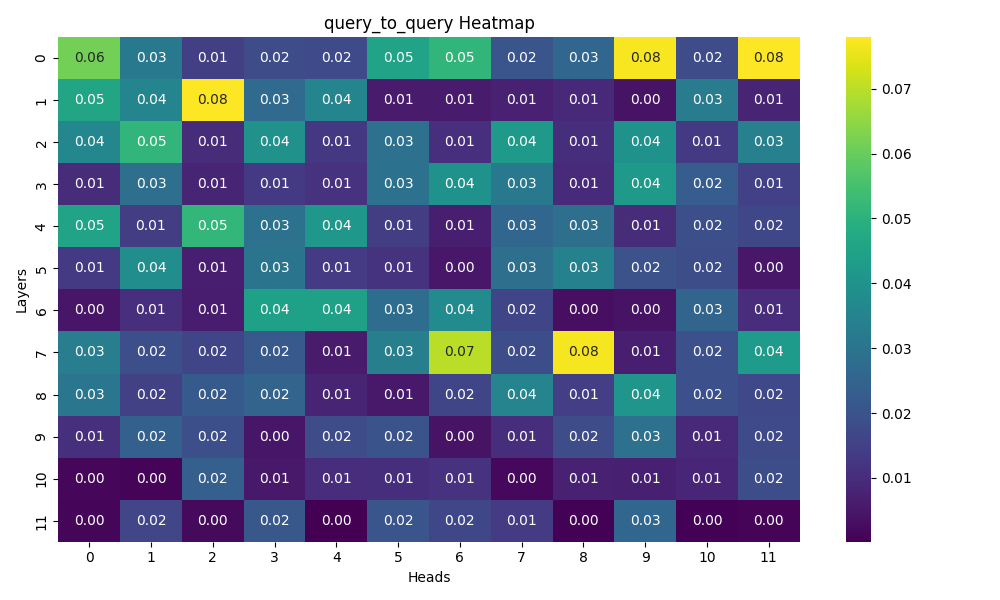 query_to_query Heatmap
0 0.06 0.03 0.01 0.02 0.02 0.05 0.05 0.02 0.03 0.08 0.02 0.08
1 0.05 0.04 0.08 0.03 0.04 0.01 0.01 0.01 0.01 0.00 0.03 0.01
2 0.04 0.05 0.01 0.04 0.01 0.03 0.01 0.04 0.01 0.04 0.01 0.03
3 0.01 0.03 0.01 0.01 0.01 0.03 0.04 0.03 0.01 0.04 0.02 0.01
4 0.05 0.01 0.05 0.03 0.04 0.01 0.01 0.03 0.03 0.01 0.02 0.02
5 0.01 0.04 0.01 0.03 0.01 0.01 0.00 0.03 0.03 0.02 0.02 0.00
6 0.00 0.01 0.01 0.04 0.04 0.03 0.04 0.02 0.00 0.00 0.03 0.01
7 0.03 0.02 0.02 0.02 0.01 0.03 0.07 0.02 0.08 0.01 0.02 0.04
8 0.03 0.02 0.02 0.02 0.01 0.01 0.02 0.04 0.01 0.04 0.02 0.02
9 0.01 0.02 0.02 0.00 0.02 0.02 0.00 0.01 0.02 0.03 0.01 0.02
10 0.00 0.00 0.02 0.01 0.01 0.01 0.01 0.00 0.01 0.01 0.01 0.02
11 0.00 0.02 0.00 0.02 0.00 0.02 0.02 0.01 0.00 0.03 0.00 0.00
0 1 2 3 4 5 6 7 8 9 10 11
Heads
Layers
0.07
0.06
0.05
0.04
0.03
0.02
0.01